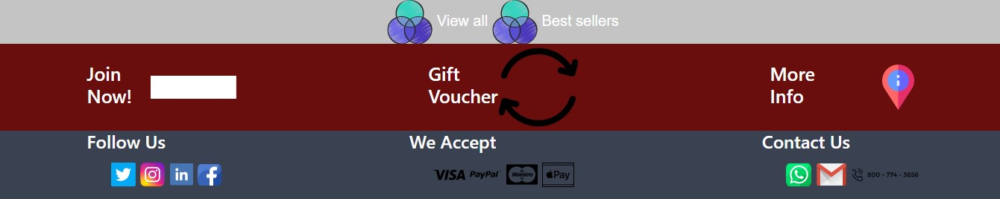 View all Best sellers
Join
Now!
Gift
Voucher
More
Info
Follow Us
We Accept
Contact Us
in f
VISA PayPal Maestro Pay
800 - 774 - 3656